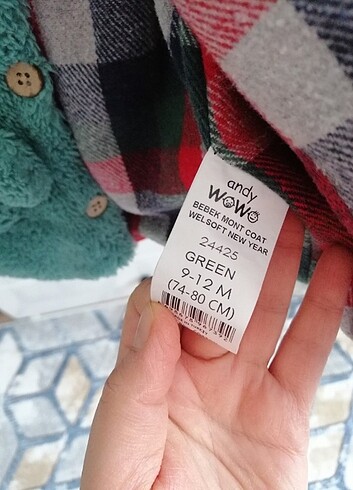 andy
WOWO
BEBEK MONT COAT
WELSOFT NEW YEAR
24425
GREEN
9-12 M
(74-80 CM)